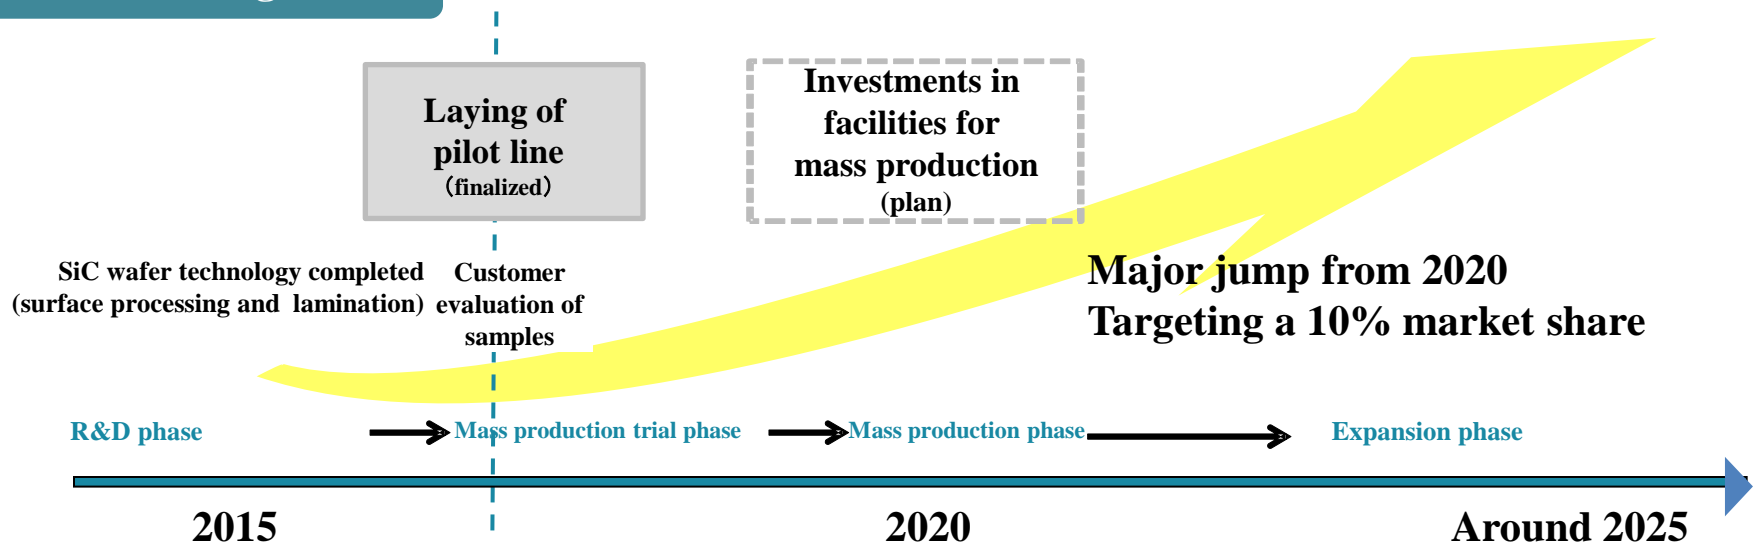 Laying of
pilot line
（finalized）
Investments in
facilities for
mass production
(plan)
SiC wafer technology completed
(surface processing and lamination)
Customer
evaluation of
samples
Major jump from 2020
Targeting a 10% market share
R&D phase
Mass production trial phase
Mass production phase
Expansion phase
2015
2020
Around 2025